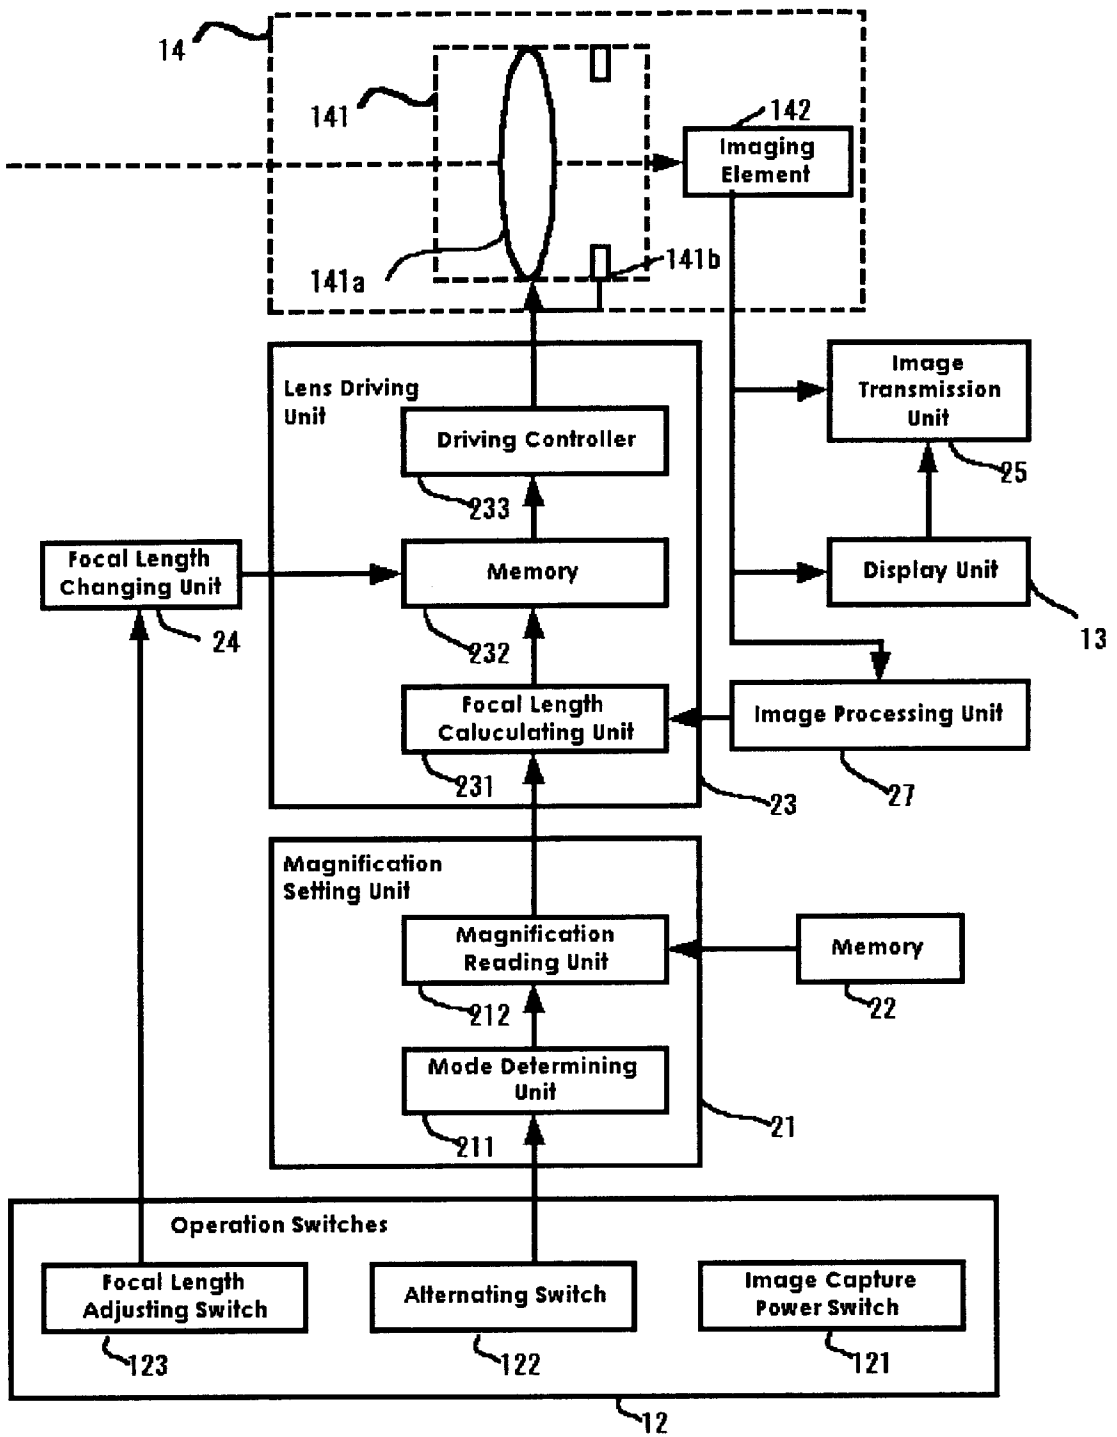 14
141
142
Imaging
Element
141a
141b
Lens Driving
Unit
Image
Transmission
Unit
Driving Controller
25
233
Focal Length
Changing Unit
Memory
Display Unit
24
232
13
Focal Length
Caluculating Unit
Image Processing Unit
231
23
27
Magnification
Setting Unit
Magnification
Reading Unit
Memory
212
22
Mode Determining
Unit
211
21
Operation Switches
Focal Length
Adjusting Switch
Alternating Switch
Image Capture
Power Switch
123
122
121
12